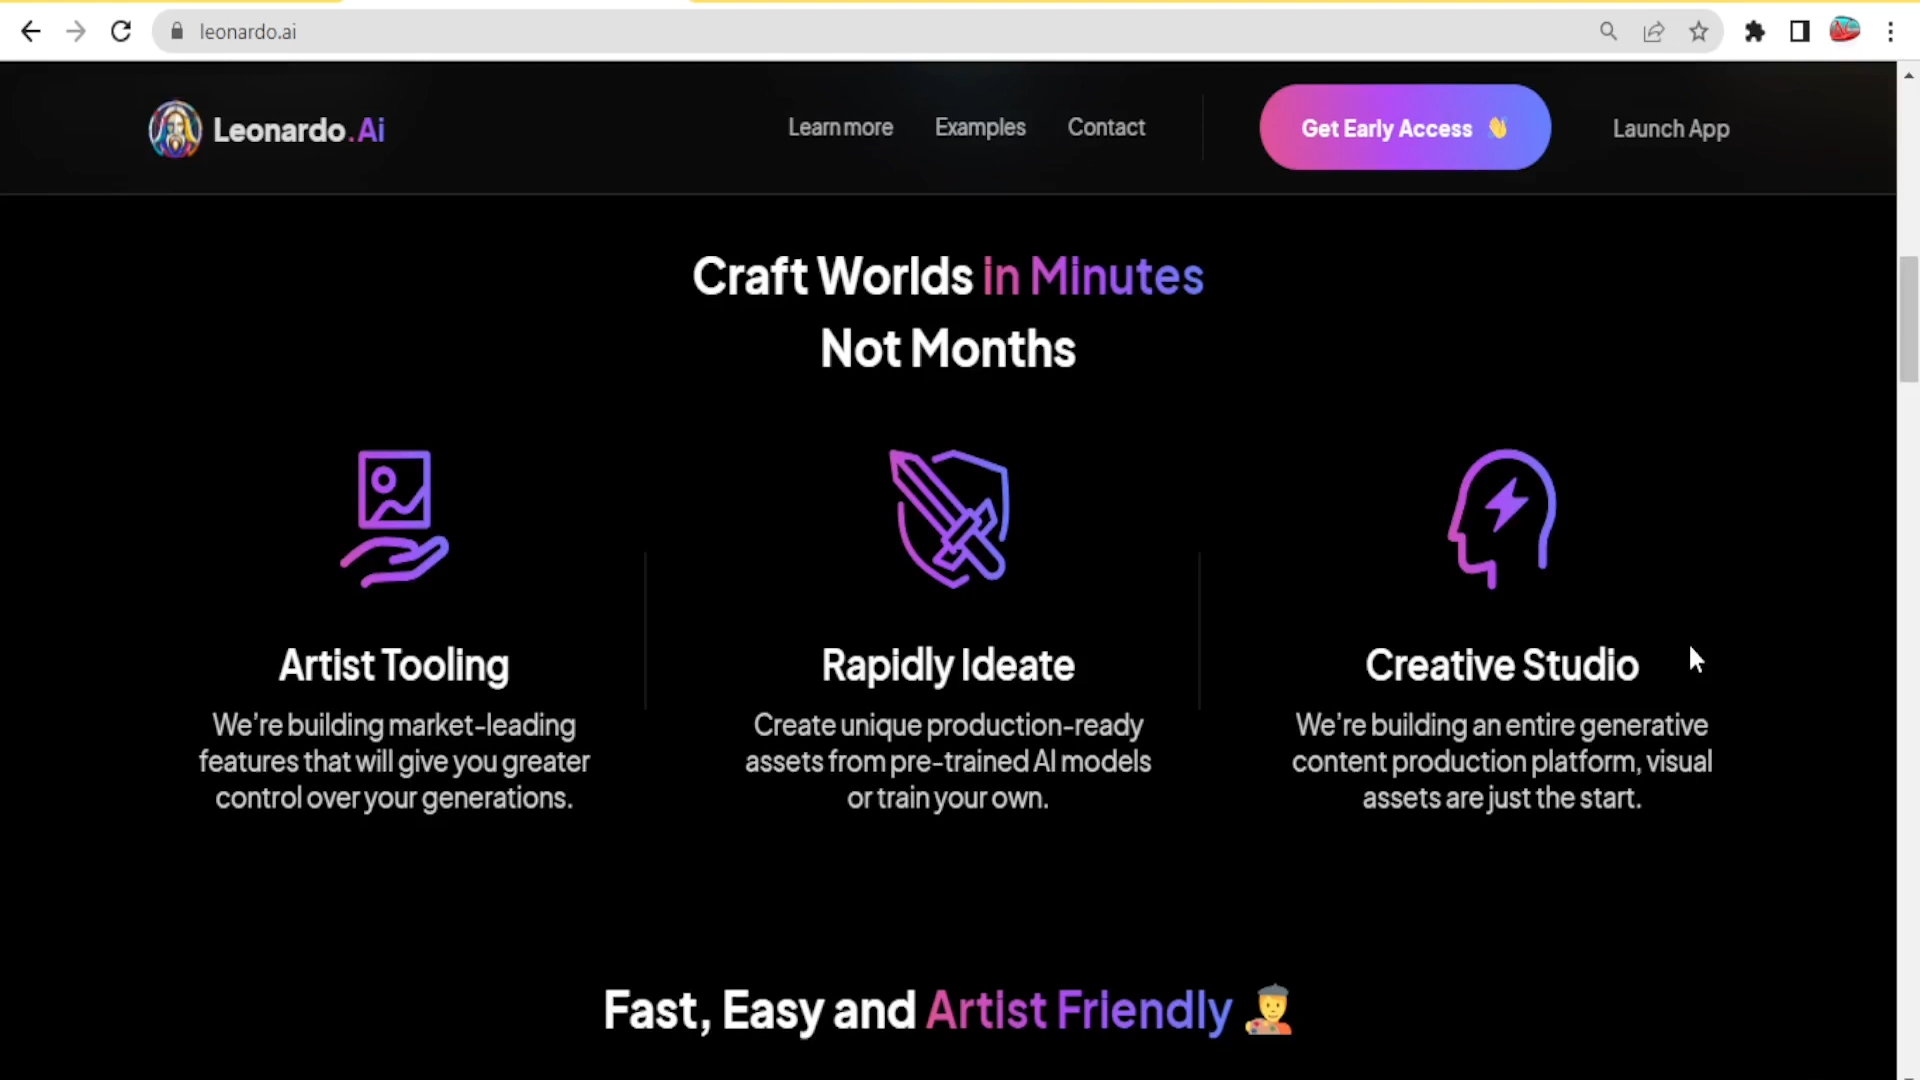 leonardo.ai
Leonardo.Ai
Learn more
Examples
Contact
Get Early Access 👋
Launch App
Craft Worlds in Minutes
Not Months
Artist Tooling
We're building market-leading
features that will give you greater
control over your generations.
Rapidly Ideate
Create unique production-ready
assets from pre-trained AI models
or train your own.
Creative Studio
We're building an entire generative
content production platform, visual
assets are just the start.
Fast, Easy and Artist Friendly 🧑‍🎨